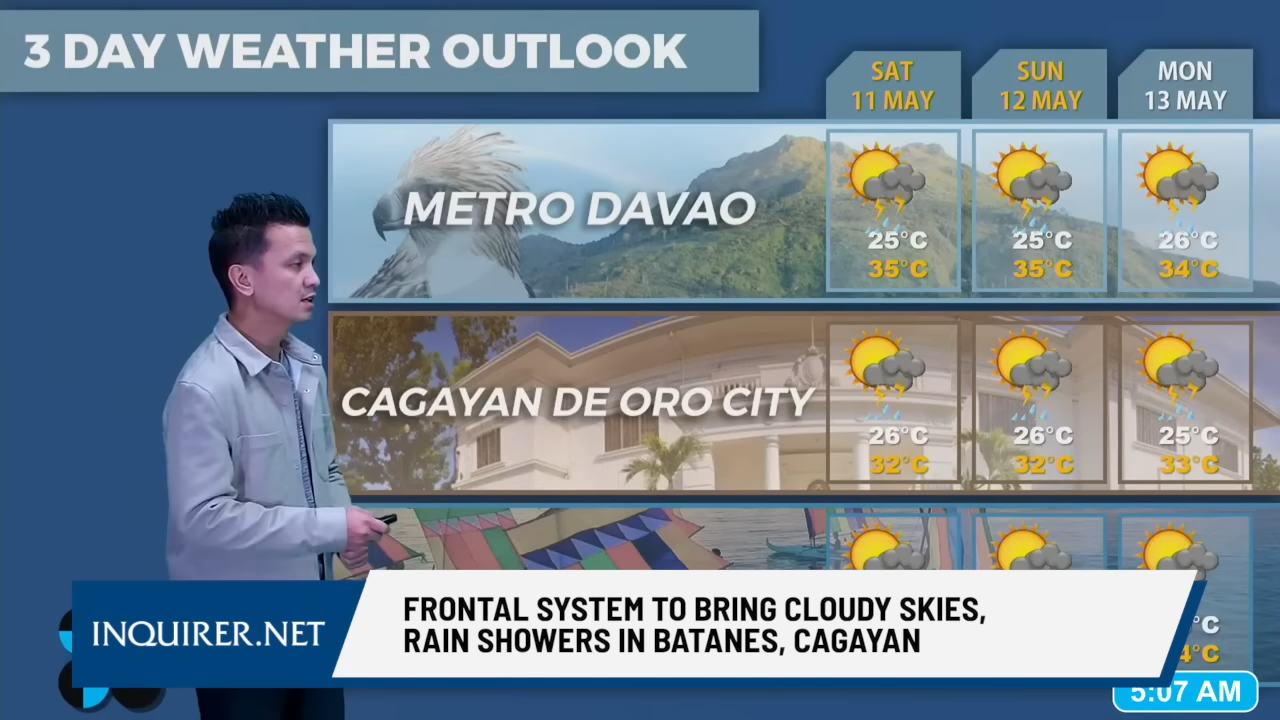 3 DAY WEATHER OUTLOOK
SAT
11 MAY
SUN
12 MAY
MON
13 MAY
METRO DAVAO
25°C
35°C
25°C
35°C
26°C
34°C
CAGAYAN DE ORO CITY
26°C
32°C
26°C
32°C
25°C
33°C
°C
4°C
INQUIRER.NET
FRONTAL SYSTEM TO BRING CLOUDY SKIES,
RAIN SHOWERS IN BATANES, CAGAYAN
5:07 AM